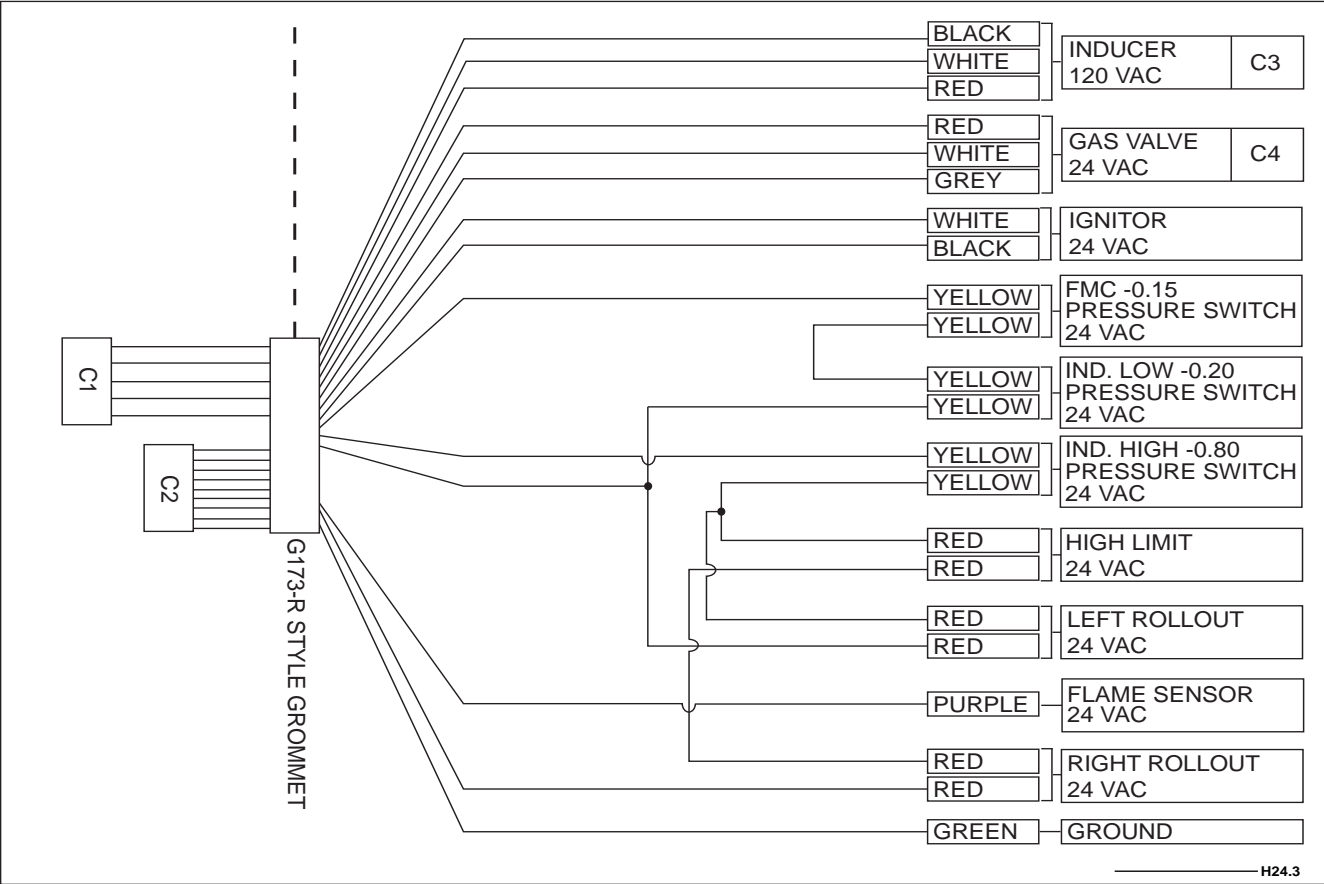 BLACK
WHITE
RED
INDUCER
120 VAC
C3
RED
WHITE
GREY
GAS VALVE
24 VAC
C4
WHITE
BLACK
IGNITOR
24 VAC
YELLOW
YELLOW
FMC -0.15
PRESSURE SWITCH
24 VAC
YELLOW
YELLOW
IND. LOW -0.20
PRESSURE SWITCH
24 VAC
YELLOW
YELLOW
IND. HIGH -0.80
PRESSURE SWITCH
24 VAC
RED
RED
HIGH LIMIT
24 VAC
RED
RED
LEFT ROLLOUT
24 VAC
PURPLE
FLAME SENSOR
24 VAC
RED
RED
RIGHT ROLLOUT
24 VAC
GREEN
GROUND
C1
C2
G173-R STYLE GROMMET
H24.3